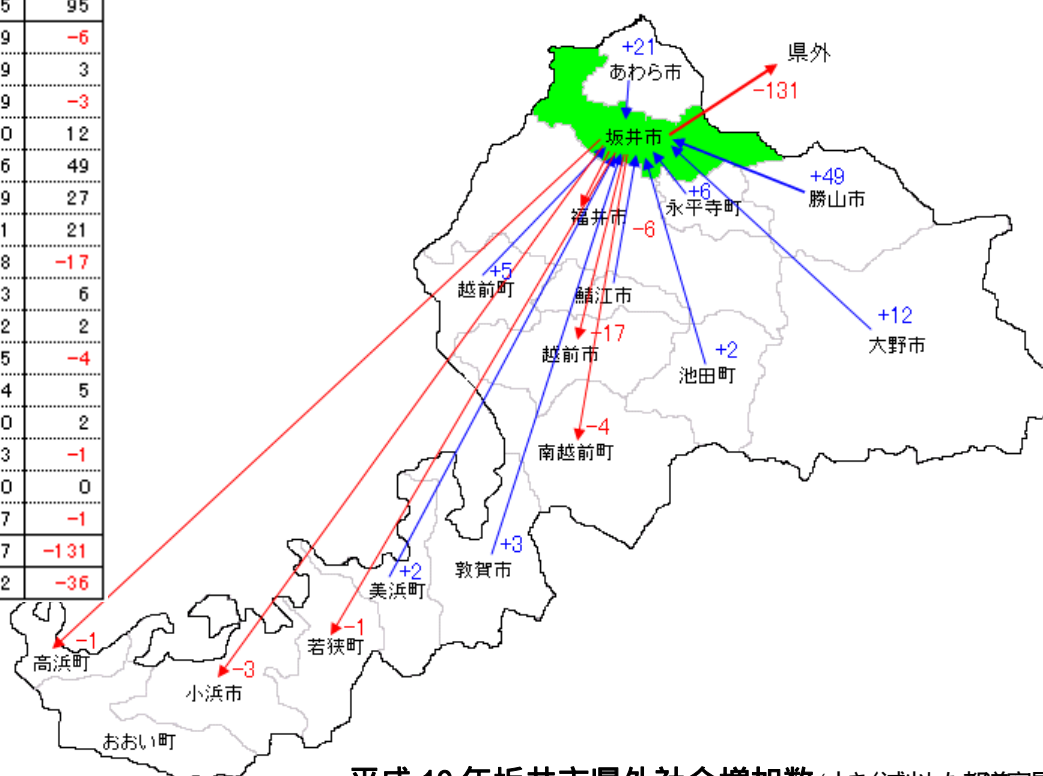 5 95
9 -6
9 3
9 -3
0 12
6 49
9 27
1 21
8 -17
3 6
2 2
5 -4
4 5
0 2
3 -1
0 0
7 -1
7 -131
2 -36
+21
あわら市
県外
-131
坂井市
+49
勝山市
+6
永平寺町
福井市
-6
+5
越前町
鯖江市
+12
大野市
-17
越前市
+2
池田町
-4
南越前町
+3
敦賀市
+2
美浜町
-1
若狭町
-1
高浜町
-3
小浜市
おおい町